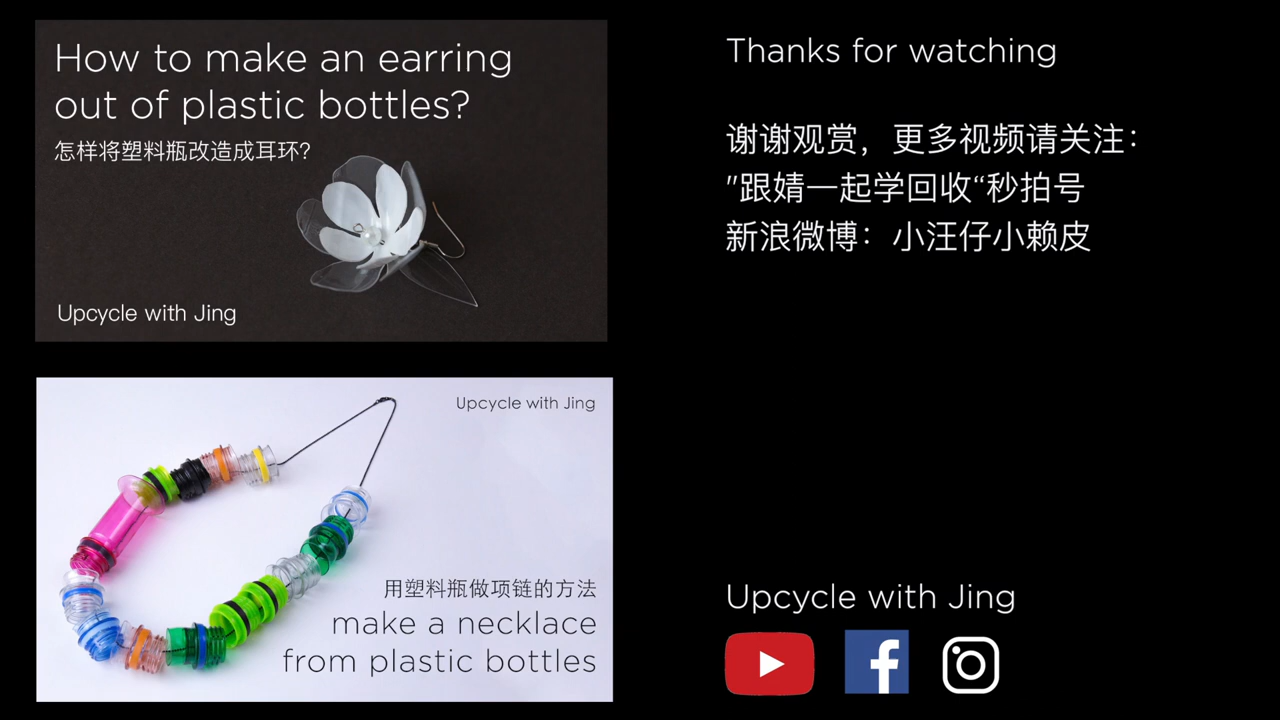 How to make an earring
out of plastic bottles?
怎样将塑料瓶改造成耳环?
Upcycle with Jing
Upcycle with Jing
用塑料瓶做项链的方法
make a necklace
from plastic bottles
Thanks for watching
谢谢观赏，更多视频请关注：
"跟婧一起学回收“秒拍号
新浪微博：小汪仔小赖皮
Upcycle with Jing